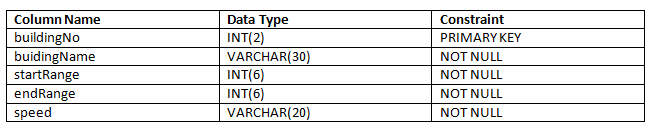 Column Name Data Type Constraint
buildingNo INT(2) PRIMARY KEY
buidingName VARCHAR(30) NOT NULL
startRange INT(6) NOT NULL
endRange INT(6) NOT NULL
speed VARCHAR(20) NOT NULL